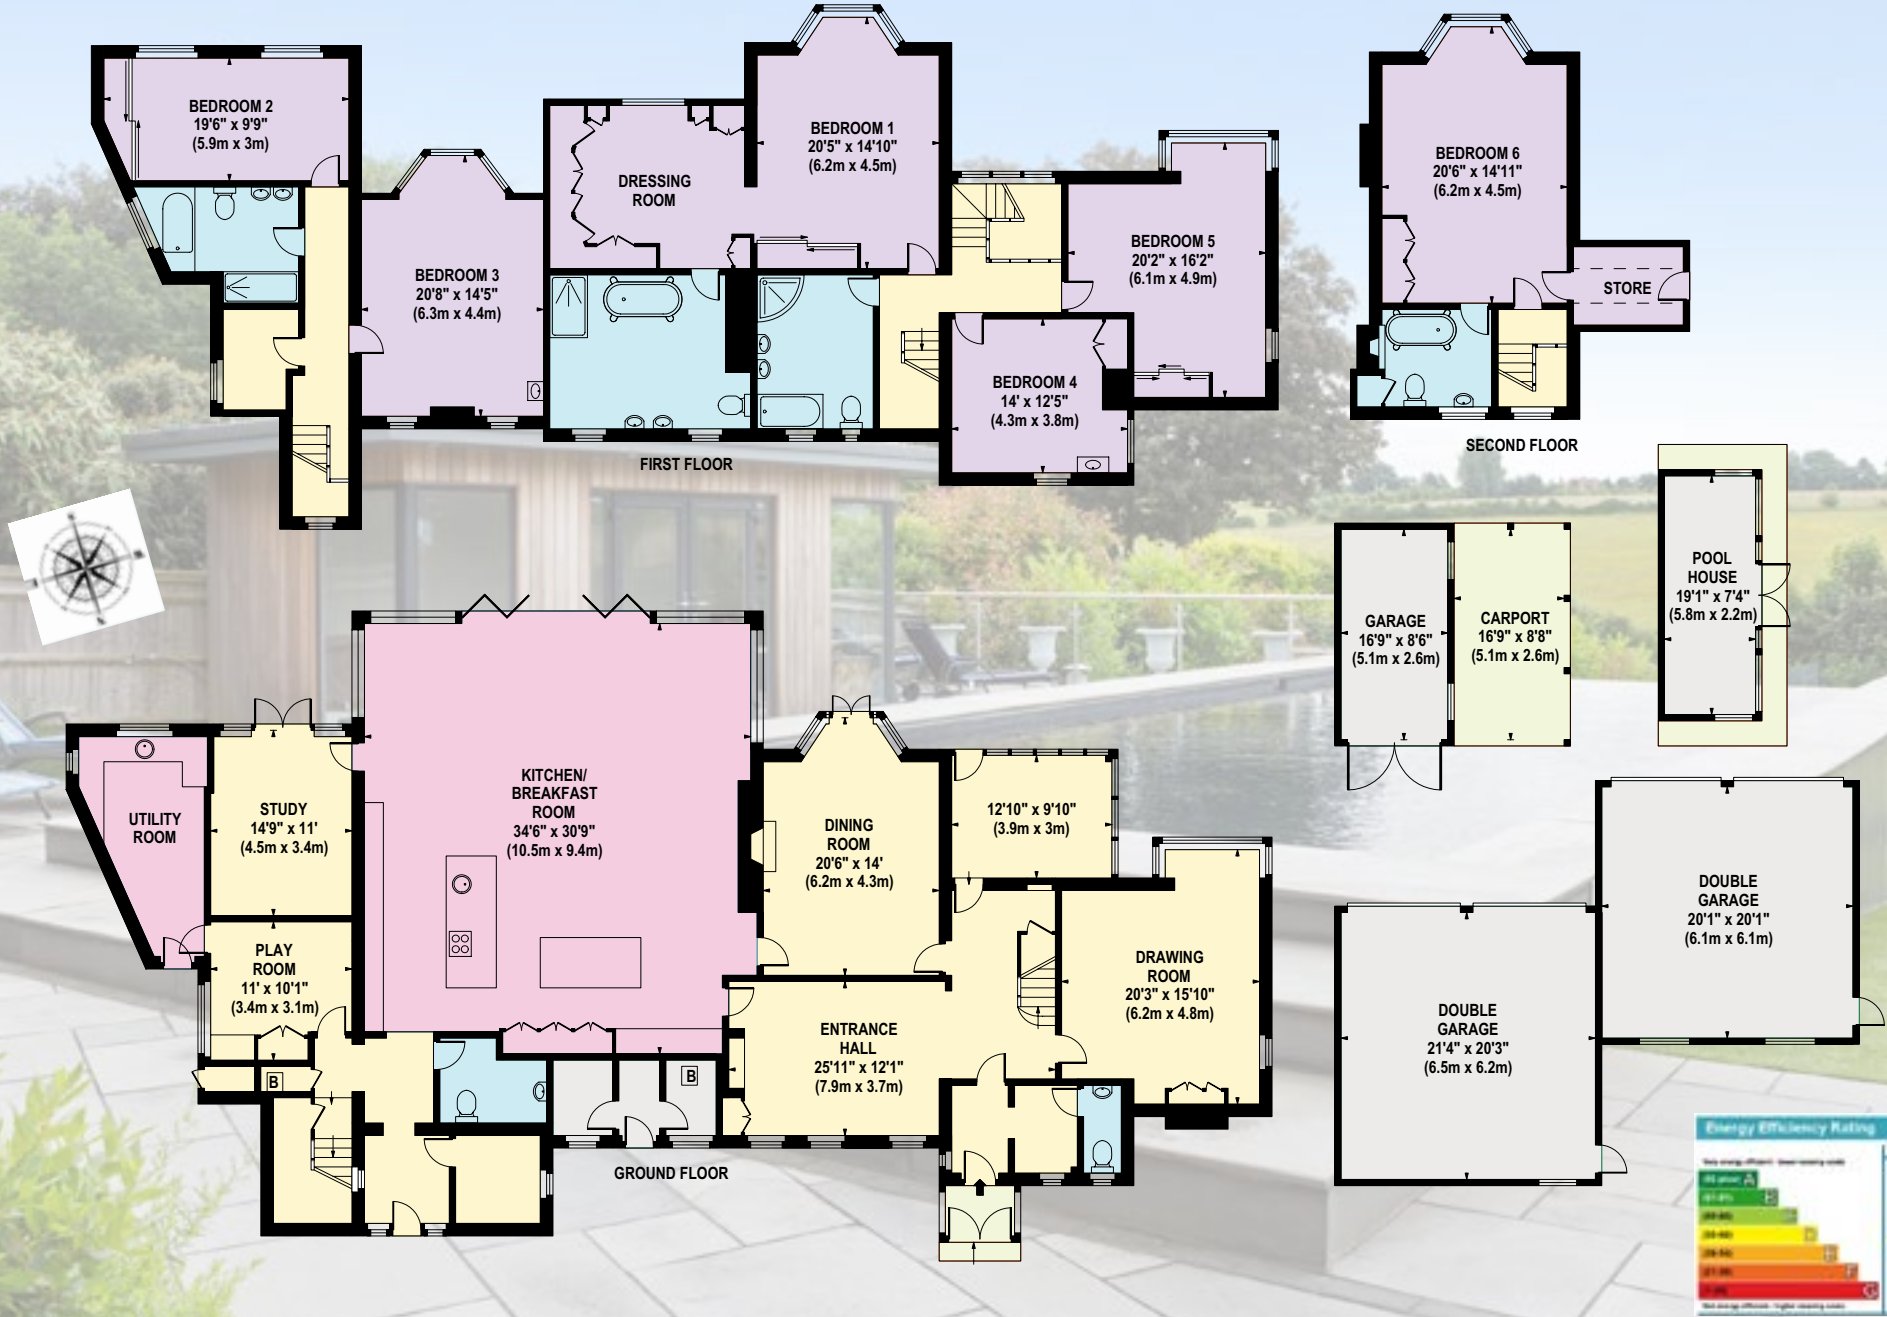 BEDROOM 2
19'6" x 9'9"
(5.9m x 3m)
BEDROOM 3
20'8" x 14'5"
(6.3m x 4.4m)
DRESSING
ROOM
BEDROOM 1
20'5" x 14'10"
(6.2m x 4.5m)
BEDROOM 5
20'2" x 16'2"
(6.1m x 4.9m)
BEDROOM 4
14' x 12'5"
(4.3m x 3.8m)
FIRST FLOOR
BEDROOM 6
20'6" x 14'11"
(6.2m x 4.5m)
STORE
SECOND FLOOR
GARAGE
16'9" x 8'6"
(5.1m x 2.6m)
CARPORT
16'9" x 8'8"
(5.1m x 2.6m)
POOL
HOUSE
19'1" x 7'4"
(5.8m x 2.2m)
UTILITY
ROOM
STUDY
14'9" x 11'
(4.5m x 3.4m)
PLAY
ROOM
11' x 10'1"
(3.4m x 3.1m)
B
KITCHEN/
BREAKFAST
ROOM
34'6" x 30'9"
(10.5m x 9.4m)
B
DINING
ROOM
20'6" x 14'
(6.2m x 4.3m)
12'10" x 9'10"
(3.9m x 3m)
ENTRANCE
HALL
25'11" x 12'1"
(7.9m x 3.7m)
DRAWING
ROOM
20'3" x 15'10"
(6.2m x 4.8m)
GROUND FLOOR
DOUBLE
GARAGE
21'4" x 20'3"
(6.5m x 6.2m)
DOUBLE
GARAGE
20'1" x 20'1"
(6.1m x 6.1m)
Energy Efficiency Rating
A
B
G